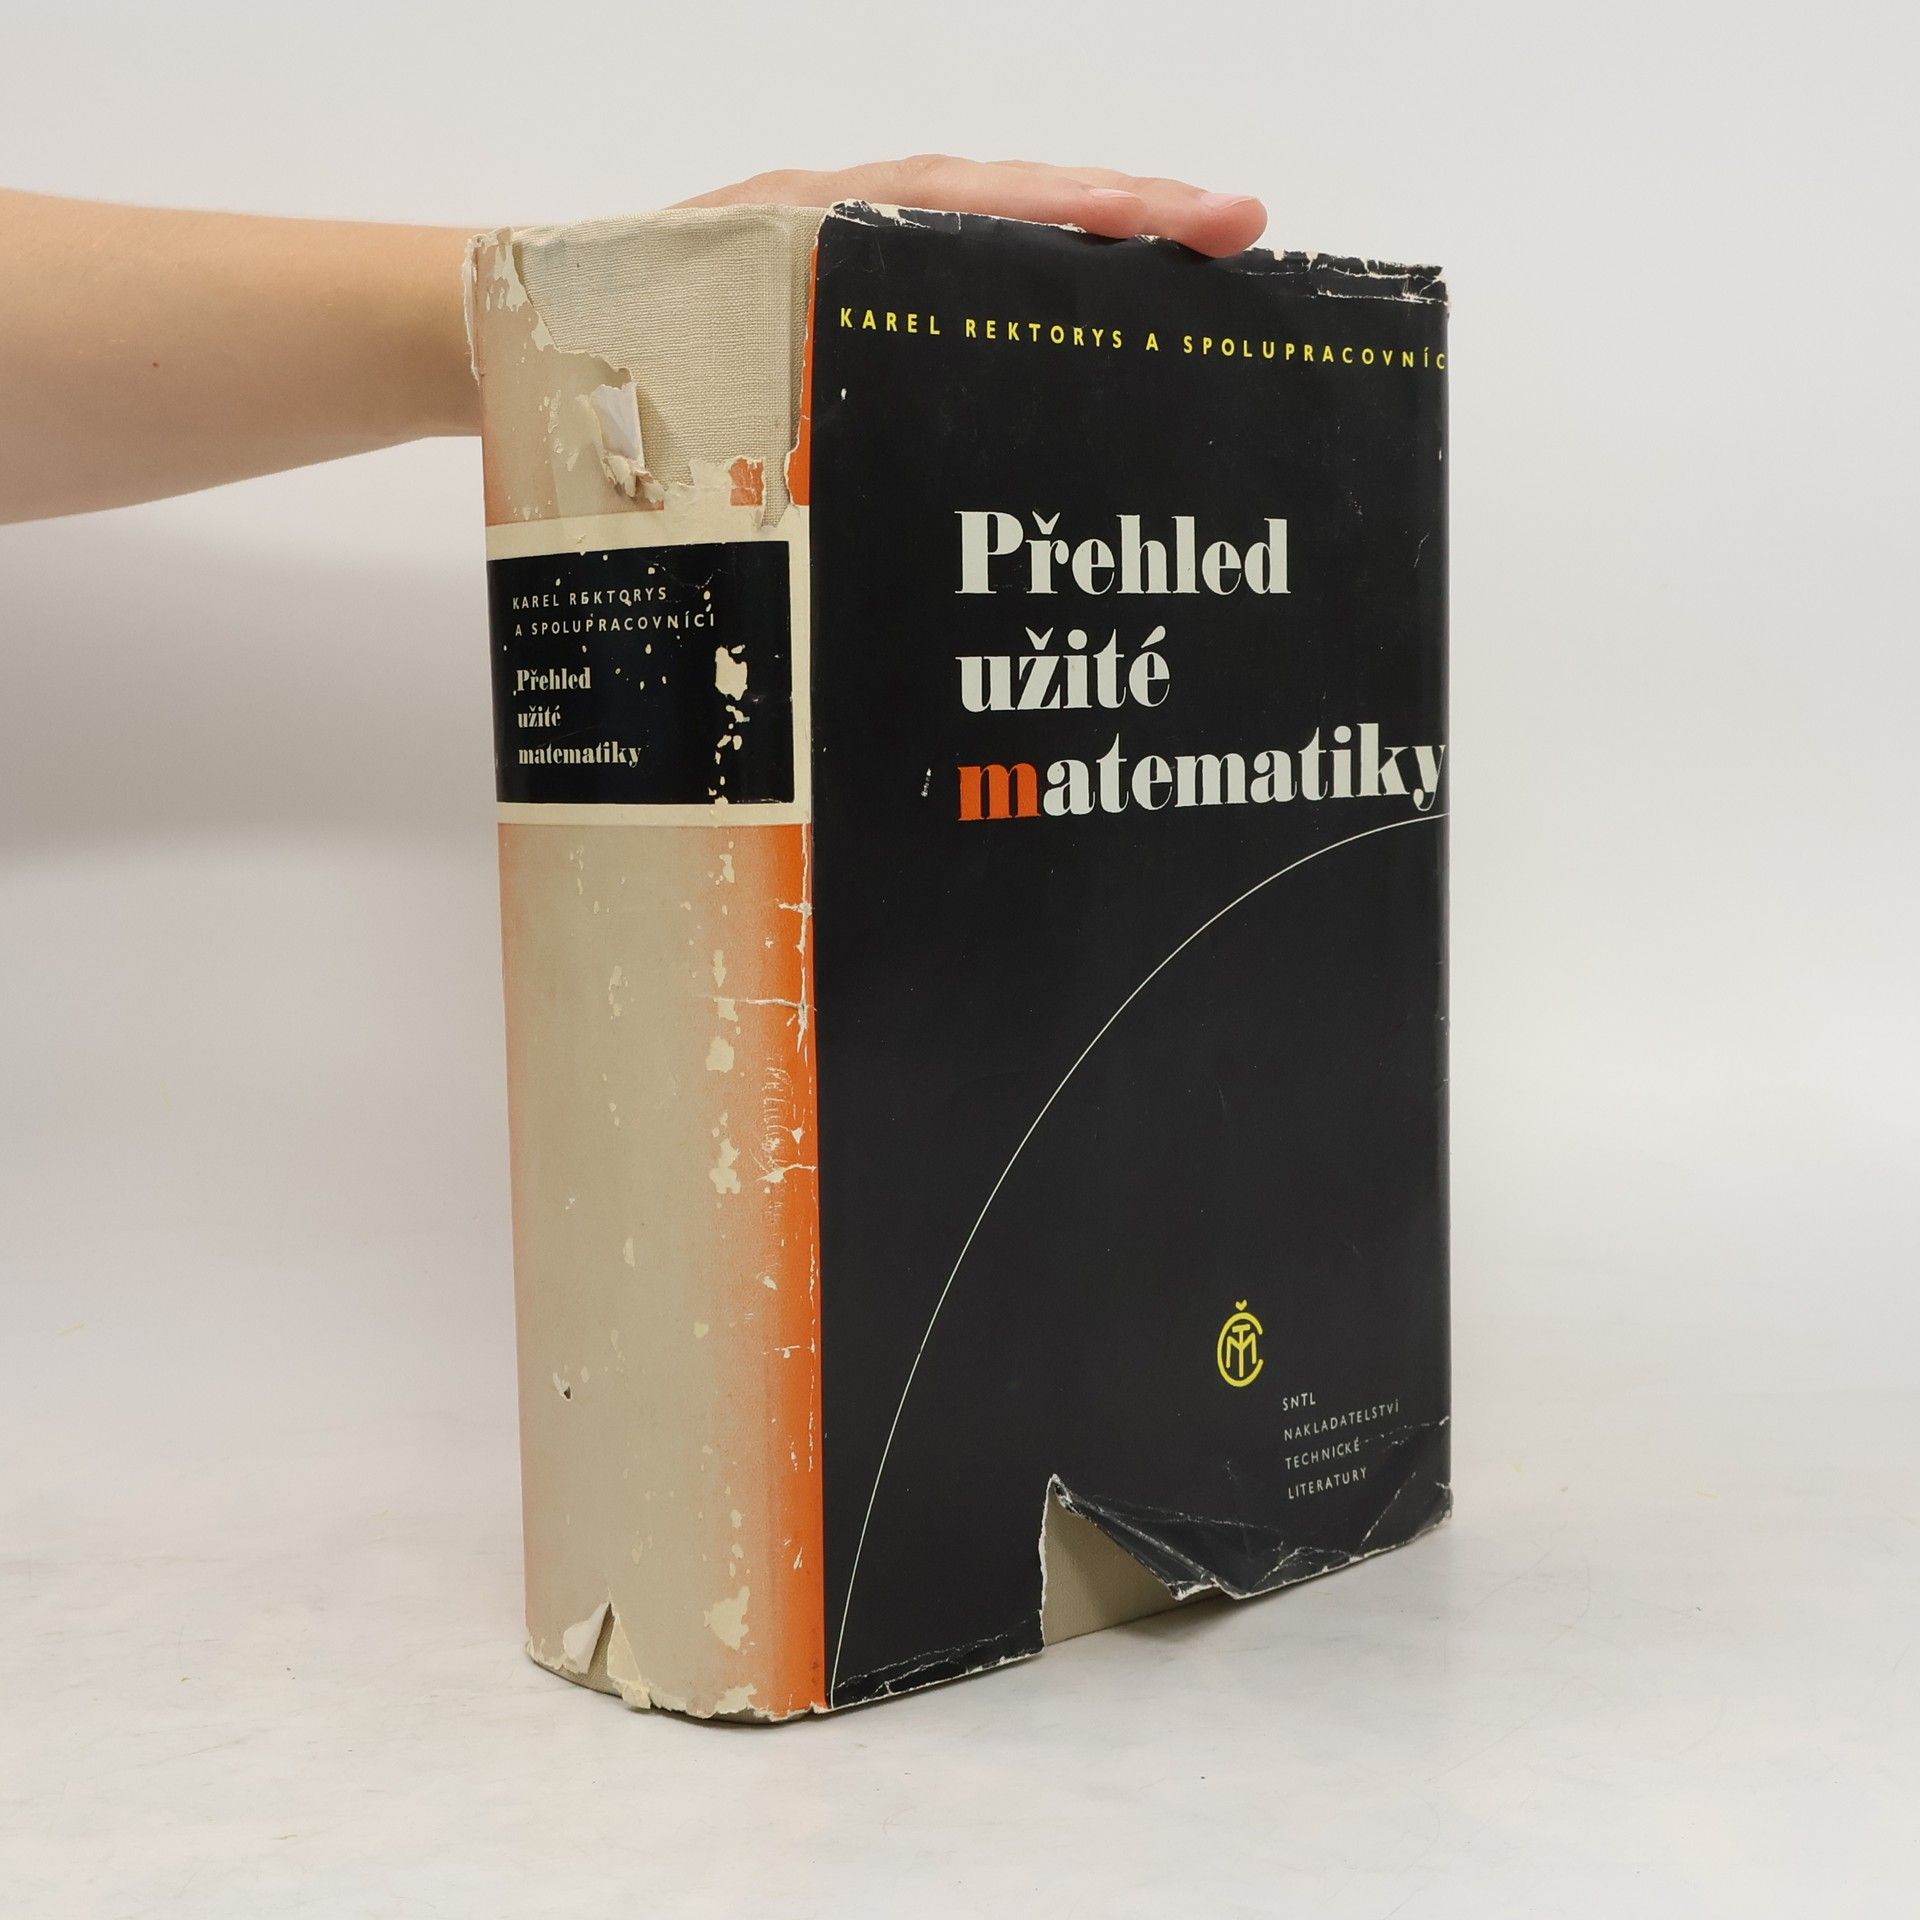 KAREL REKTORYS
A SPOLUPRACOVNÍCI
Přehled
užité
matematiky
KAREL REKTORYS A SPOLUPRACOVNÍC
Přehled
užité
matematiky
SNTL
NAKLADATELSTVÍ
TECHNICKÉ
LITERATURY